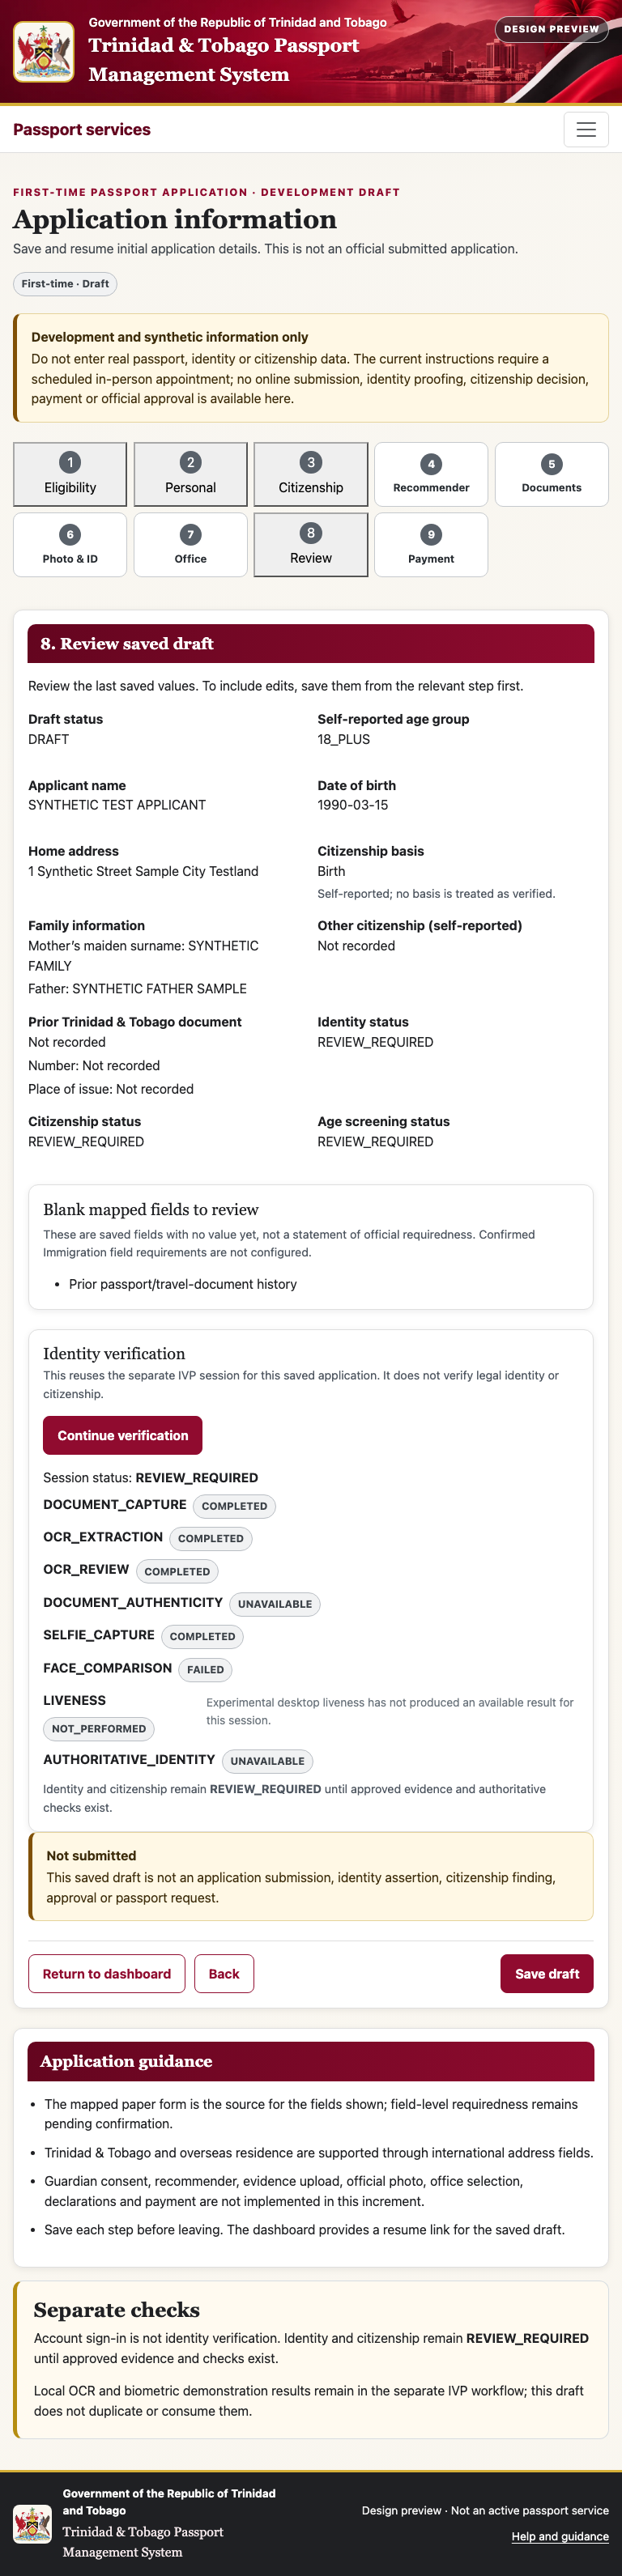 Government of the Republic of Trinidad and Tobago
Trinidad & Tobago Passport
Management System
DESIGN PREVIEW
Passport services
FIRST-TIME PASSPORT APPLICATION · DEVELOPMENT DRAFT
Application information
Save and resume initial application details. This is not an official submitted application.
First-time · Draft
Development and synthetic information only
Do not enter real passport, identity or citizenship data. The current instructions require a
scheduled in-person appointment; no online submission, identity proofing, citizenship decision,
payment or official approval is available here.
1
Eligibility
2
Personal
3
Citizenship
4
Recommender
5
Documents
6
Photo & ID
7
Office
8
Review
9
Payment
8. Review saved draft
Review the last saved values. To include edits, save them from the relevant step first.
Draft status
DRAFT
Self-reported age group
18_PLUS
Applicant name
SYNTHETIC TEST APPLICANT
Date of birth
1990-03-15
Home address
1 Synthetic Street Sample City Testland
Citizenship basis
Birth
Self-reported; no basis is treated as verified.
Family information
Mother’s maiden surname: SYNTHETIC
FAMILY
Father: SYNTHETIC FATHER SAMPLE
Other citizenship (self-reported)
Not recorded
Prior Trinidad & Tobago document
Not recorded
Number: Not recorded
Place of issue: Not recorded
Identity status
REVIEW_REQUIRED
Citizenship status
REVIEW_REQUIRED
Age screening status
REVIEW_REQUIRED
Blank mapped fields to review
These are saved fields with no value yet, not a statement of official requiredness. Confirmed
Immigration field requirements are not configured.
• Prior passport/travel-document history
Identity verification
This reuses the separate IVP session for this saved application. It does not verify legal identity or
citizenship.
Continue verification
Session status: REVIEW_REQUIRED
DOCUMENT_CAPTURE COMPLETED
OCR_EXTRACTION COMPLETED
OCR_REVIEW COMPLETED
DOCUMENT_AUTHENTICITY UNAVAILABLE
SELFIE_CAPTURE COMPLETED
FACE_COMPARISON FAILED
LIVENESS
NOT_PERFORMED
Experimental desktop liveness has not produced an available result for
this session.
AUTHORITATIVE_IDENTITY UNAVAILABLE
Identity and citizenship remain REVIEW_REQUIRED until approved evidence and authoritative
checks exist.
Not submitted
This saved draft is not an application submission, identity assertion, citizenship finding,
approval or passport request.
Return to dashboard
Back
Save draft
Application guidance
• The mapped paper form is the source for the fields shown; field-level requiredness remains
pending confirmation.
• Trinidad & Tobago and overseas residence are supported through international address fields.
• Guardian consent, recommender, evidence upload, official photo, office selection,
declarations and payment are not implemented in this increment.
• Save each step before leaving. The dashboard provides a resume link for the saved draft.
Separate checks
Account sign-in is not identity verification. Identity and citizenship remain REVIEW_REQUIRED
until approved evidence and checks exist.
Local OCR and biometric demonstration results remain in the separate IVP workflow; this draft
does not duplicate or consume them.
Government of the Republic of Trinidad
and Tobago
Trinidad & Tobago Passport
Management System
Design preview · Not an active passport service
Help and guidance